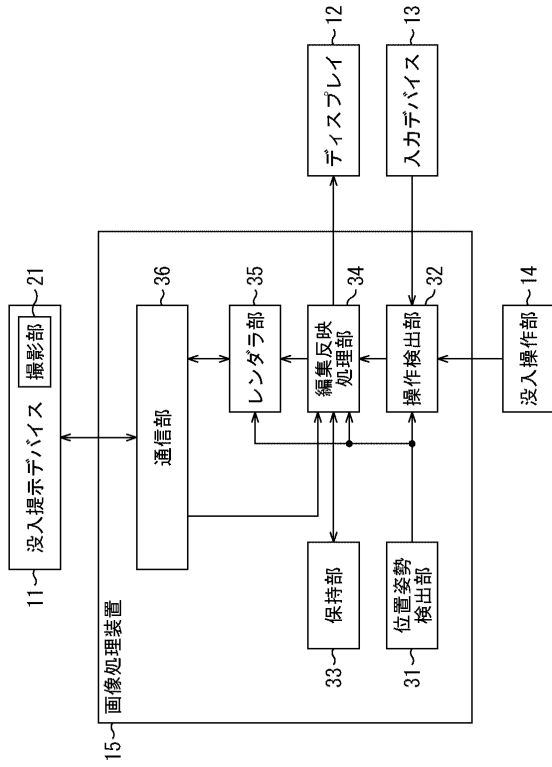 11
没入提示デバイス
撮影部
21
15
画像処理装置
通信部
36
レンダラ部
35
保持部
33
編集反映
処理部
34
ディスプレイ
12
位置姿勢
検出部
31
操作検出部
32
入力デバイス
13
没入操作部
14